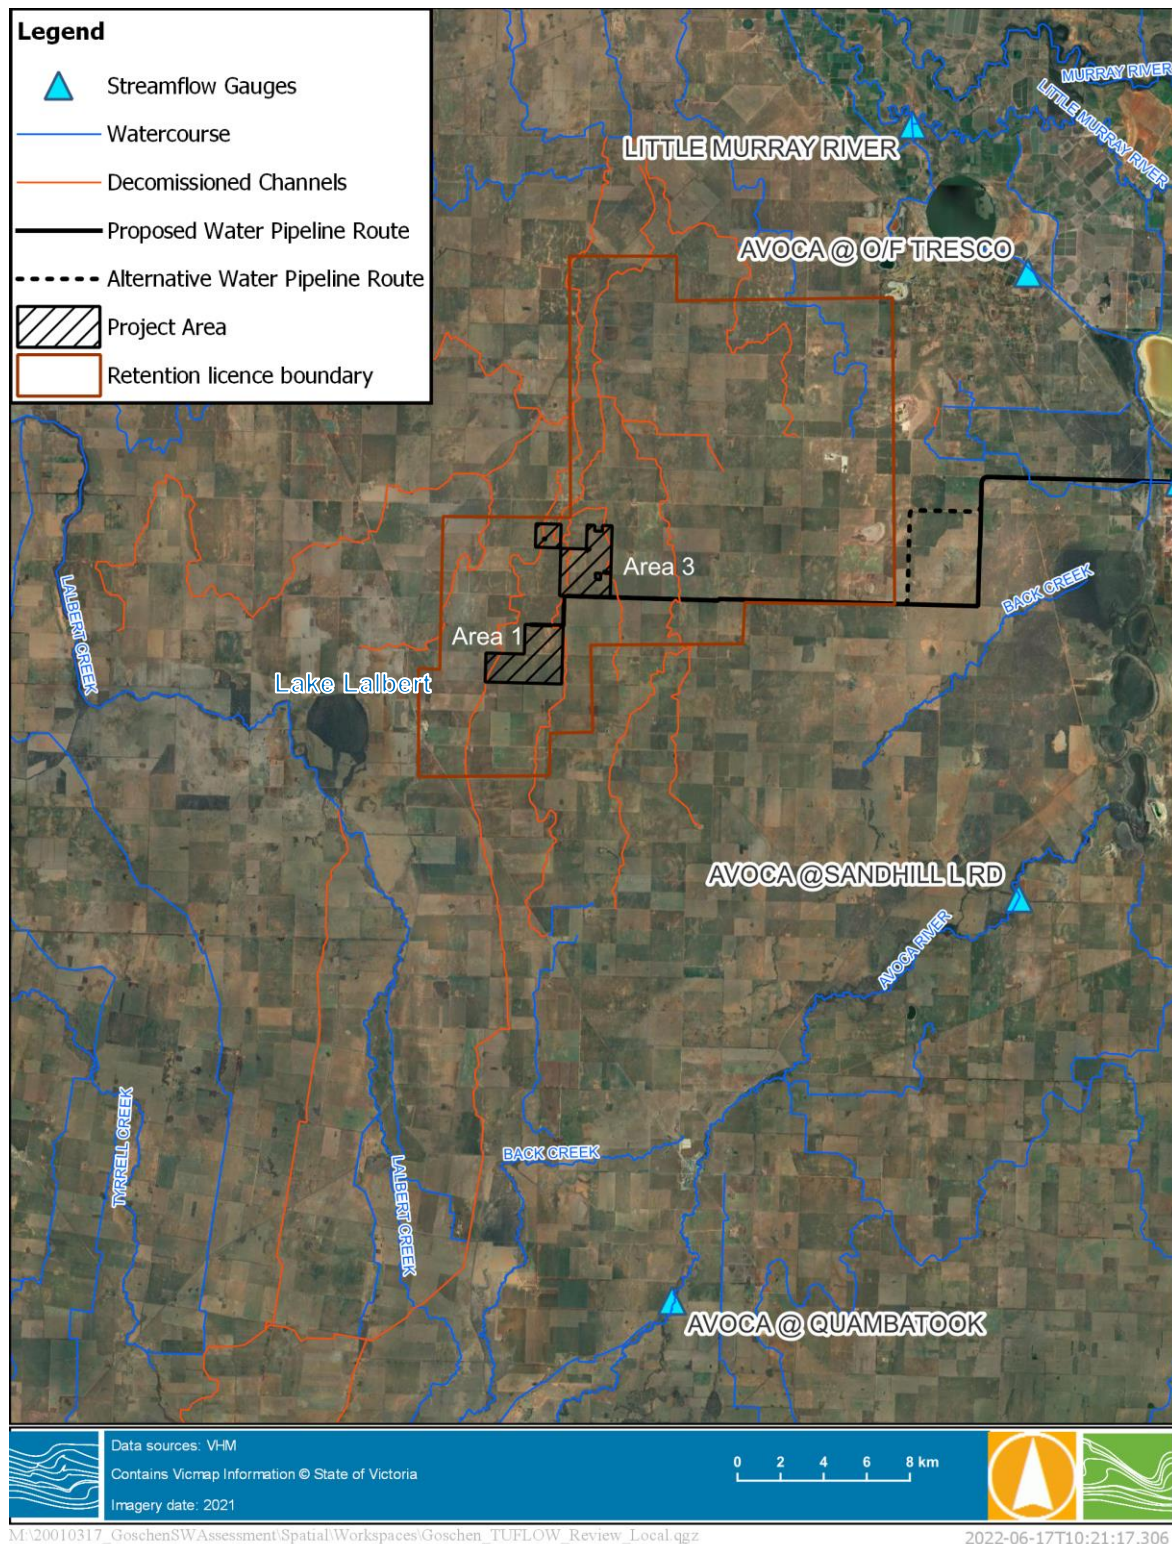 Legend
Streamflow Gauges
Watercourse
Decomissioned Channels
Proposed Water Pipeline Route
Alternative Water Pipeline Route
Project Area
Retention licence boundary
MURRAY RIVER
LITTLE MURRAY RIVER
LITTLE MURRAY RIVER
AVOCA @ O/F TRESCO
Area 3
BACK CREEK
LALBERT CREEK
Area 1
Lake Lalbert
AVOCA @SANDHILL L RD
AVOCA RIVER
TYRRELL CREEK
BACK CREEK
LALBERT CREEK
AVOCA @ QUAMBATOOK
Data sources: VHM
Contains Vicmap Information © State of Victoria
Imagery date: 2021
0 2 4 6 8 km
M:\20010317_GoschenSWAssessment\Spatial\Workspaces\Goschen_TUFLOW_Review_Local.qgz
2022-06-17T10:21:17.306